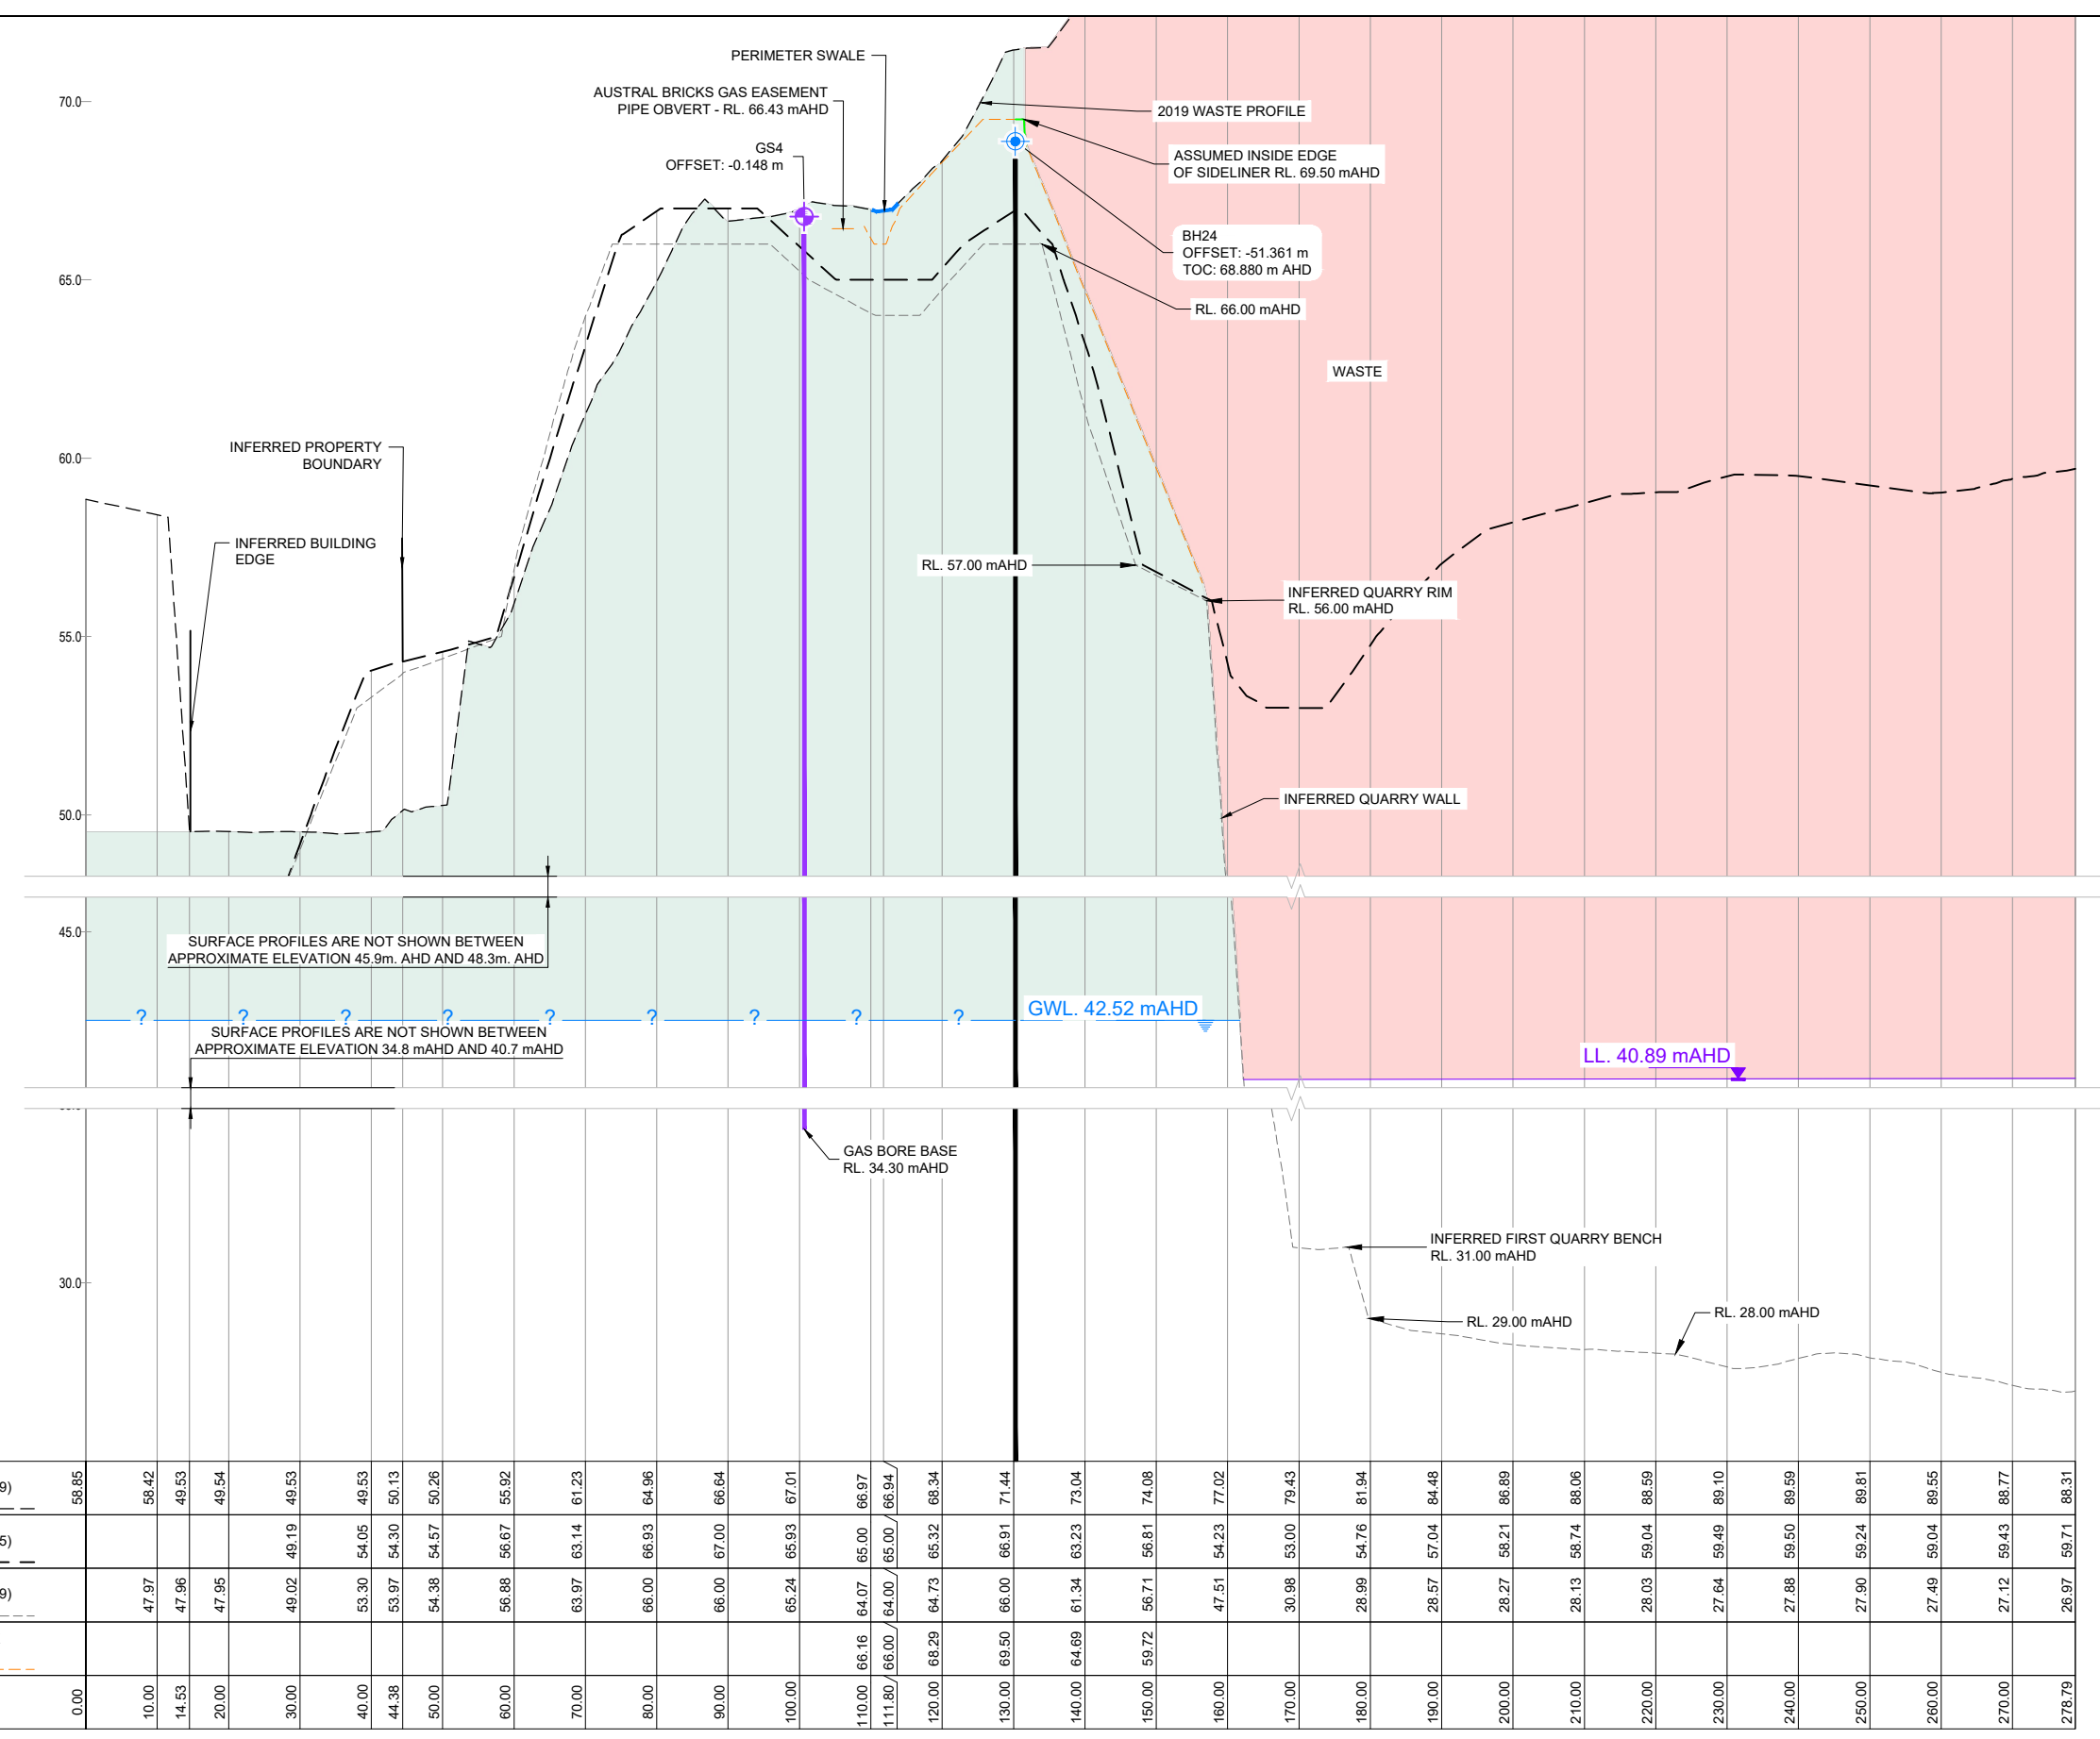 PERIMETER SWALE
AUSTRAL BRICKS GAS EASEMENT
PIPE OBVERT - RL. 66.43 mAHD
70.0
2019 WASTE PROFILE
GS4
OFFSET: -0.148 m
ASSUMED INSIDE EDGE
OF SIDELINER RL. 69.50 mAHD
BH24
OFFSET: -51.361 m
TOC: 68.880 m AHD
65.0
RL. 66.00 mAHD
WASTE
INFERRED PROPERTY
BOUNDARY
60.0
INFERRED BUILDING
EDGE
RL. 57.00 mAHD
INFERRED QUARRY RIM
RL. 56.00 mAHD
55.0
INFERRED QUARRY WALL
50.0
45.0
SURFACE PROFILES ARE NOT SHOWN BETWEEN
APPROXIMATE ELEVATION 45.9m. AHD AND 48.3m. AHD
GWL. 42.52 mAHD
? ? ? ? ? ? ? ? ?
SURFACE PROFILES ARE NOT SHOWN BETWEEN
APPROXIMATE ELEVATION 34.8 mAHD AND 40.7 mAHD
LL. 40.89 mAHD
GAS BORE BASE
RL. 34.30 mAHD
INFERRED FIRST QUARRY BENCH
RL. 31.00 mAHD
30.0
RL. 29.00 mAHD
RL. 28.00 mAHD
9) 58.85 58.42 49.53 49.54 49.53 49.53 50.13 50.26 55.92 61.23 64.96 66.64 67.01 66.97 66.94 68.34 71.44 73.04 74.08 77.02 79.43 81.94 84.48 86.89 88.06 88.59 89.10 89.59 89.81 89.55 88.77 88.31
5) 49.19 54.05 54.30 54.57 56.67 63.14 66.93 67.00 65.93 65.00 65.00 65.32 66.91 63.23 56.81 54.23 53.00 54.76 57.04 58.21 58.74 59.04 59.49 59.50 59.24 59.04 59.43 59.71
9) 47.97 47.96 47.95 49.02 53.30 53.97 54.38 56.88 63.97 66.00 66.00 65.24 64.07 64.00 64.73 66.00 61.34 56.71 47.51 30.98 28.99 28.57 28.27 28.13 28.03 27.64 27.88 27.90 27.49 27.12 26.97
66.16 66.00 68.29 69.50 64.69 59.72
0.00 10.00 14.53 20.00 30.00 40.00 44.38 50.00 60.00 70.00 80.00 90.00 100.00 110.00 111.80 120.00 130.00 140.00 150.00 160.00 170.00 180.00 190.00 200.00 210.00 220.00 230.00 240.00 250.00 260.00 270.00 278.79